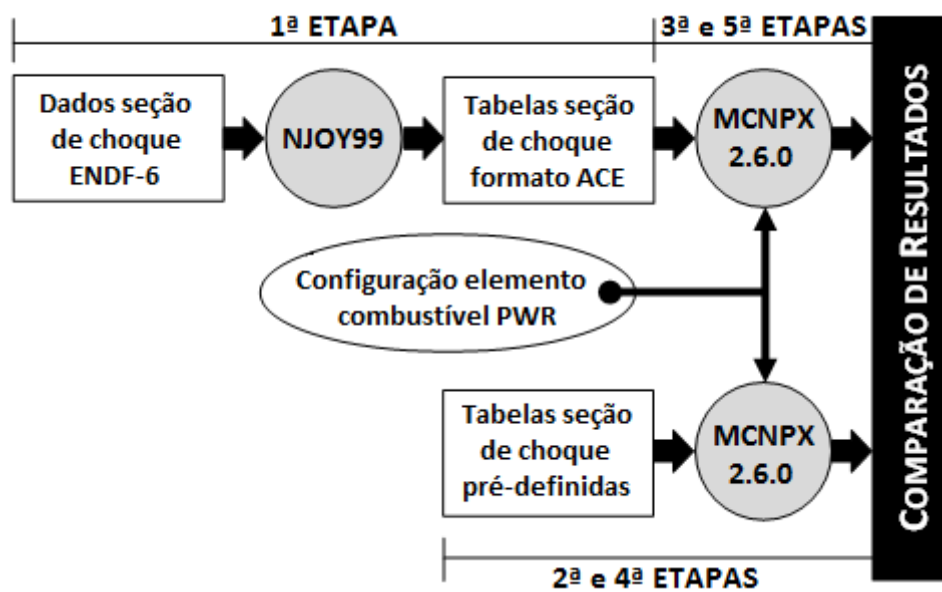 1ª ETAPA
3ª e 5ª ETAPAS
Dados seção
de choque
ENDF-6
NJOY99
Tabelas seção
de choque
formato ACE
MCNPX
2.6.0
Configuração elemento
combustível PWR
Tabelas seção
de choque
pré-definidas
MCNPX
2.6.0
2ª e 4ª ETAPAS
COMPARAÇÃO DE RESULTADOS